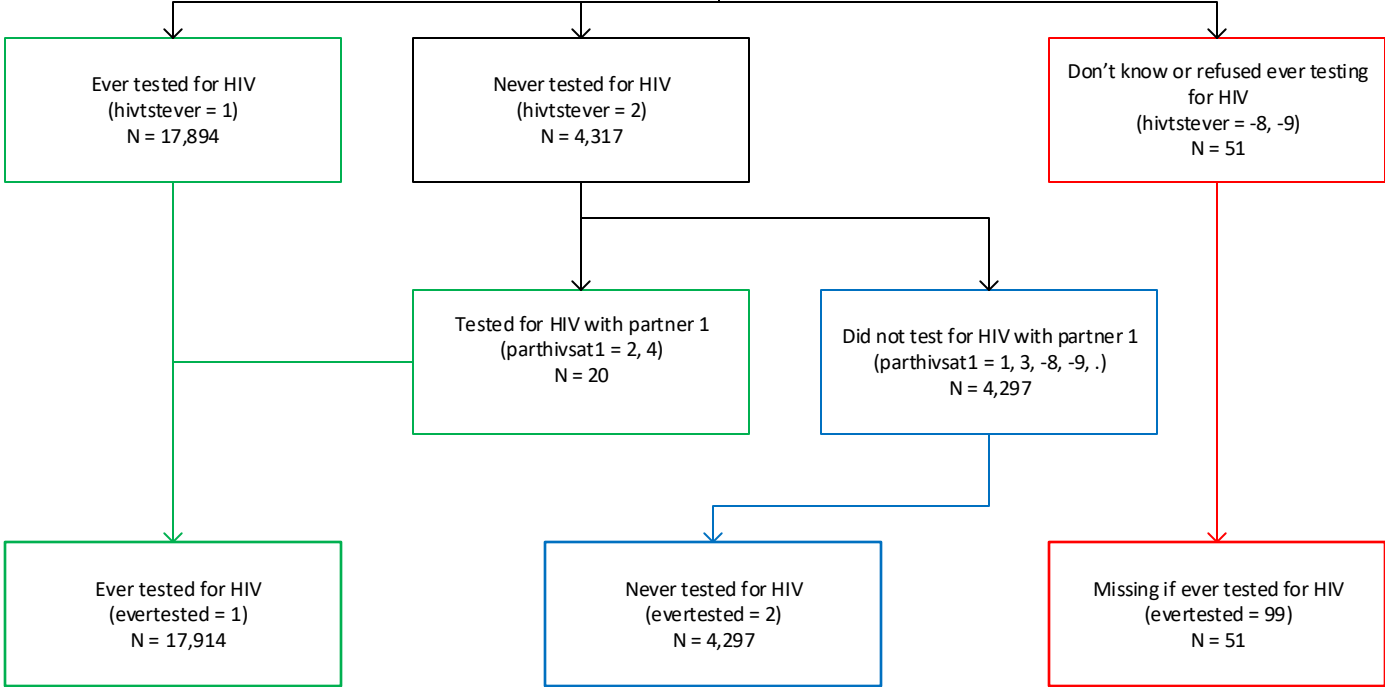 Ever tested for HIV
(hivtstever = 1)
N = 17,894
Never tested for HIV
(hivtstever = 2)
N = 4,317
Don't know or refused ever testing
for HIV
(hivtstever = -8, -9)
N = 51
Tested for HIV with partner 1
(parthivsat1 = 2, 4)
N = 20
Did not test for HIV with partner 1
(parthivsat1 = 1, 3, -8, -9, .)
N = 4,297
Ever tested for HIV
(evertested = 1)
N = 17,914
Never tested for HIV
(evertested = 2)
N = 4,297
Missing if ever tested for HIV
(evertested = 99)
N = 51